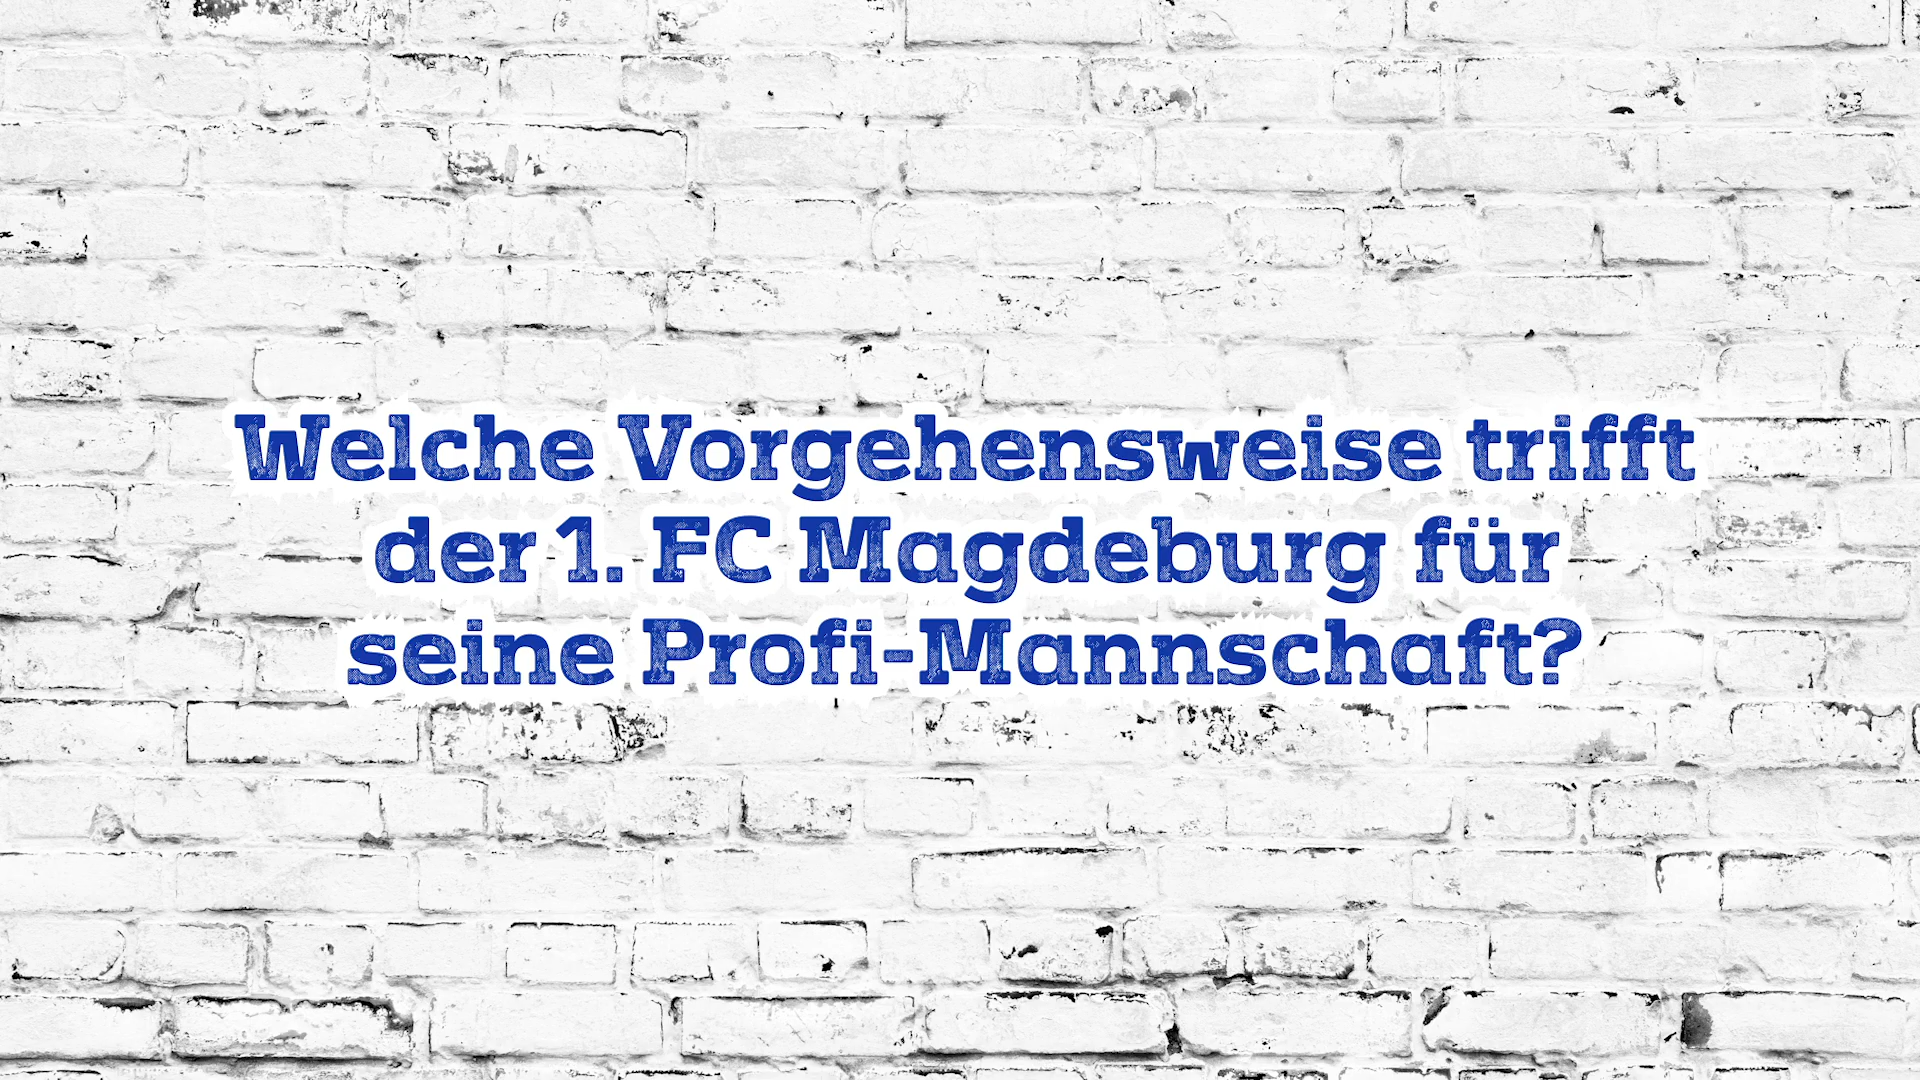 Welche Vorgehensweise trifft
der 1. FC Magdeburg für
seine Profi-Mannschaft?